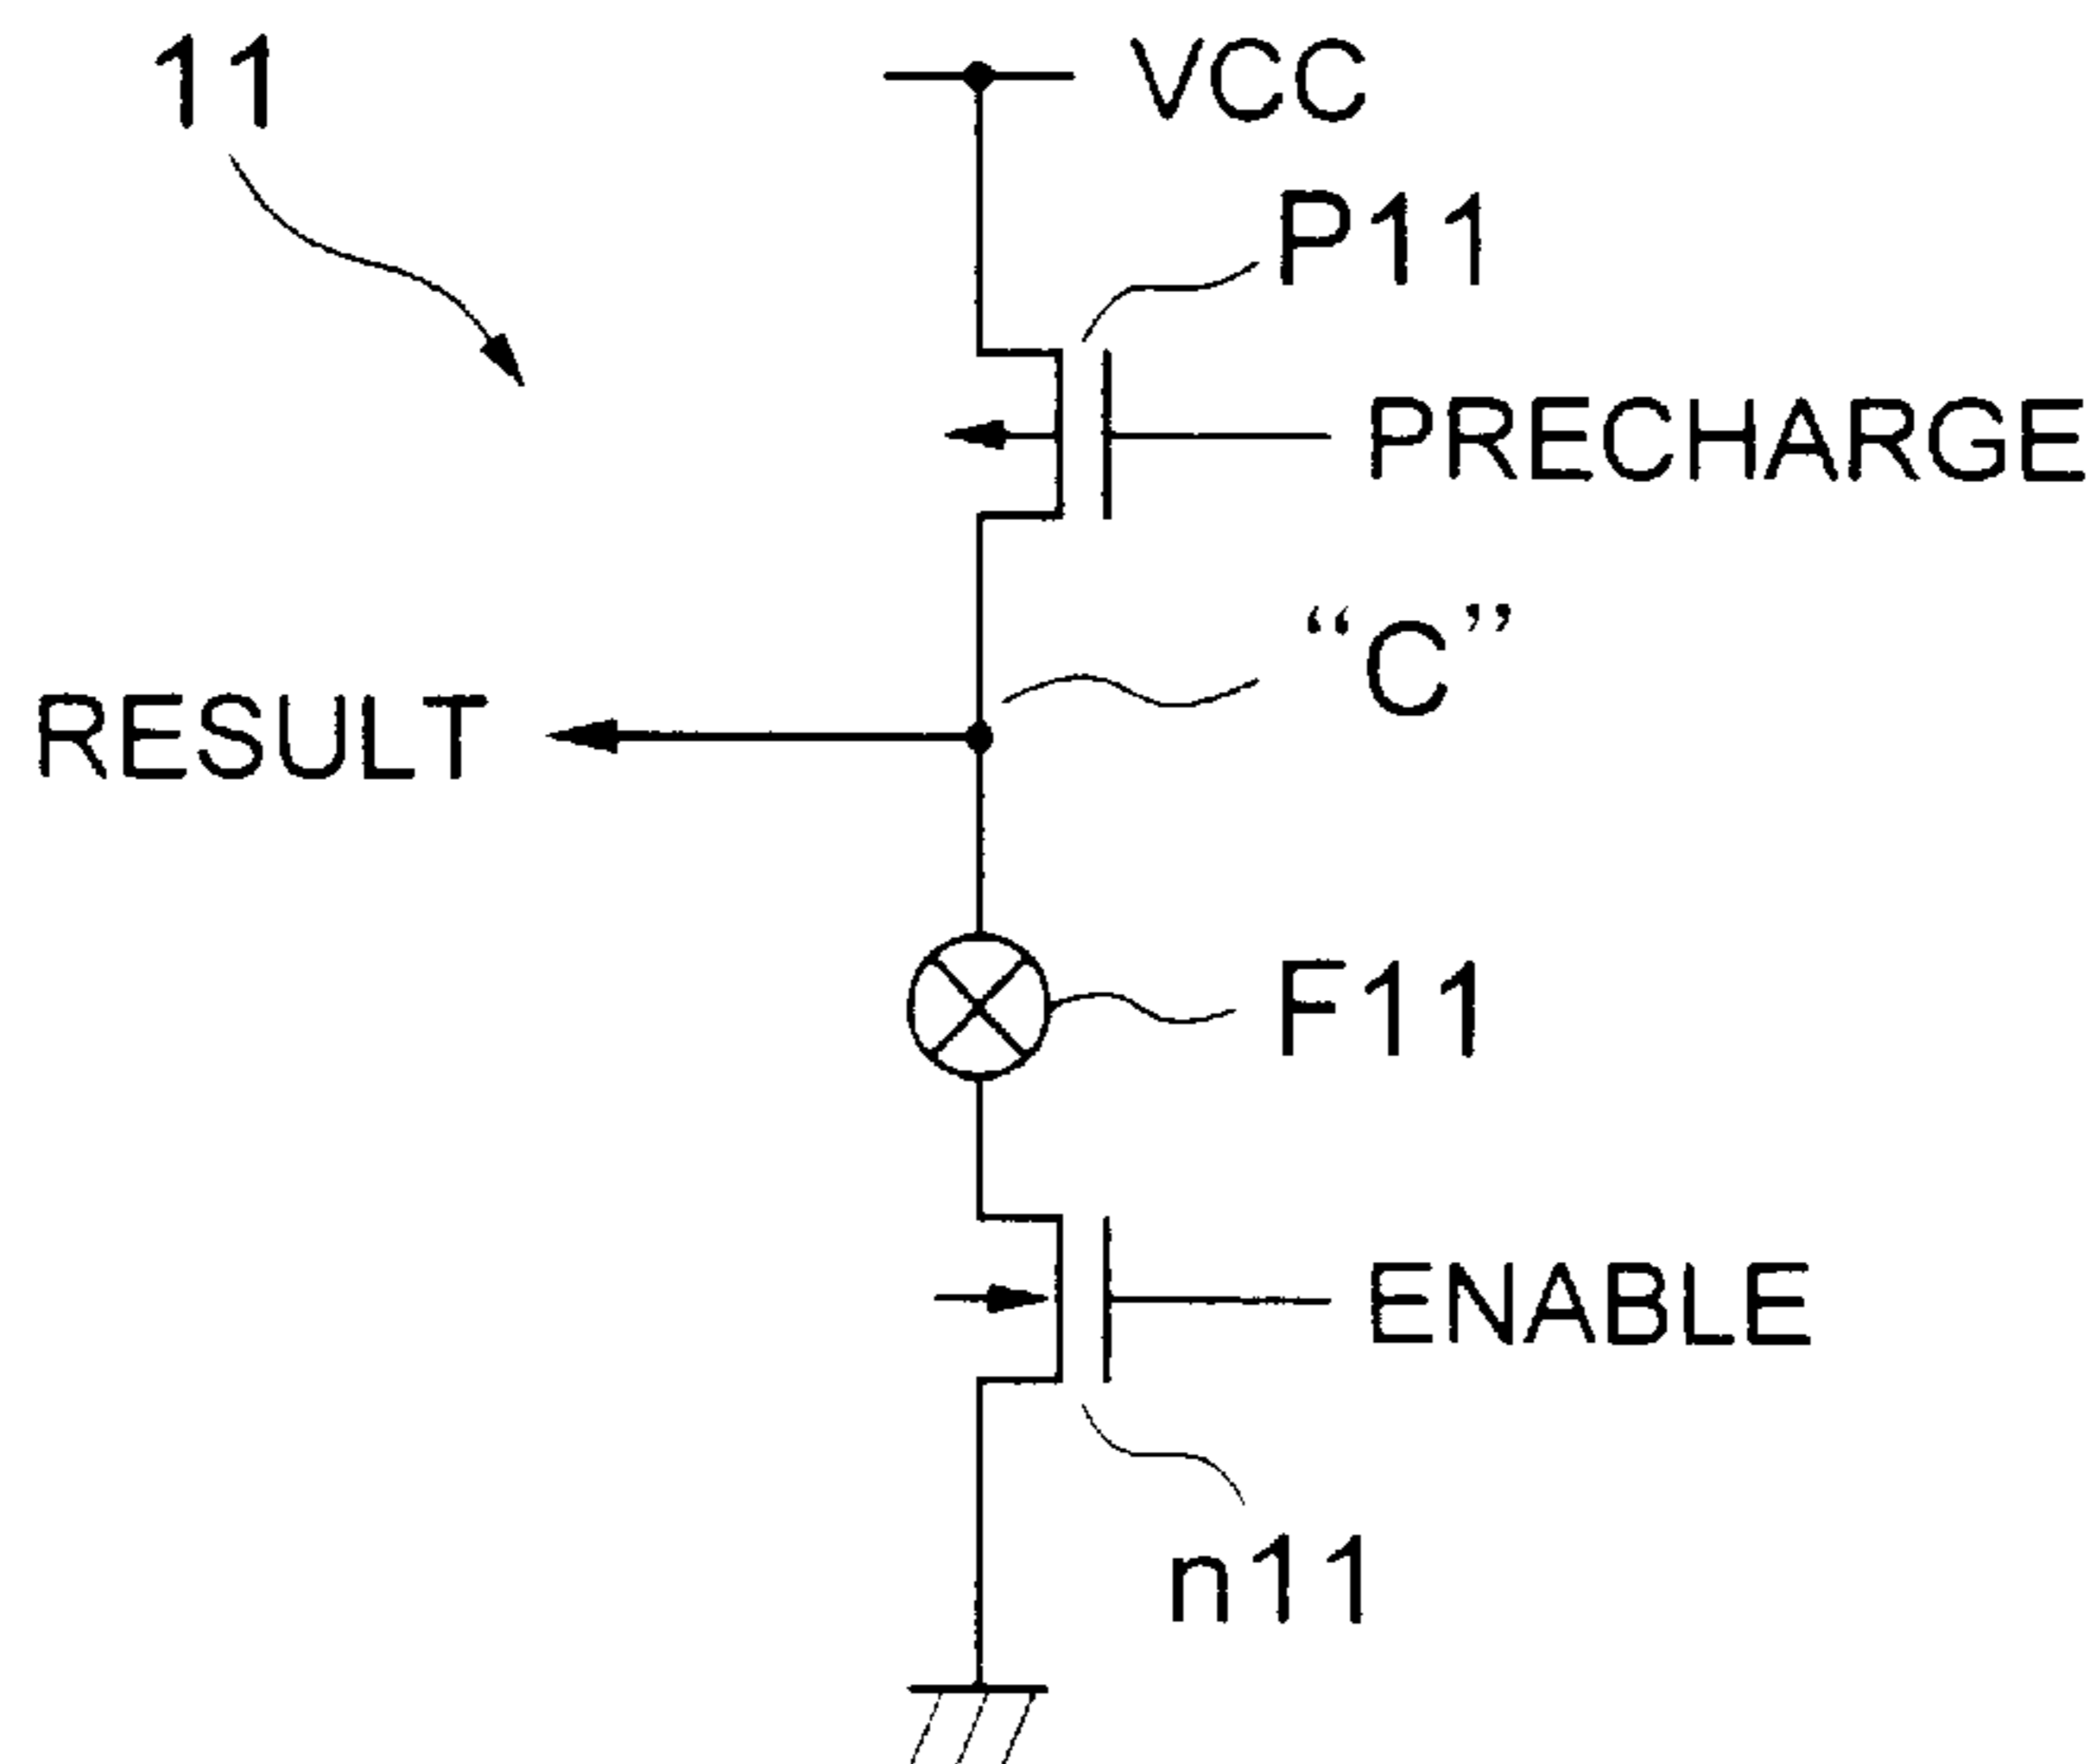 11
VCC
P11
PRECHARGE
“C”
RESULT
F11
ENABLE
n11